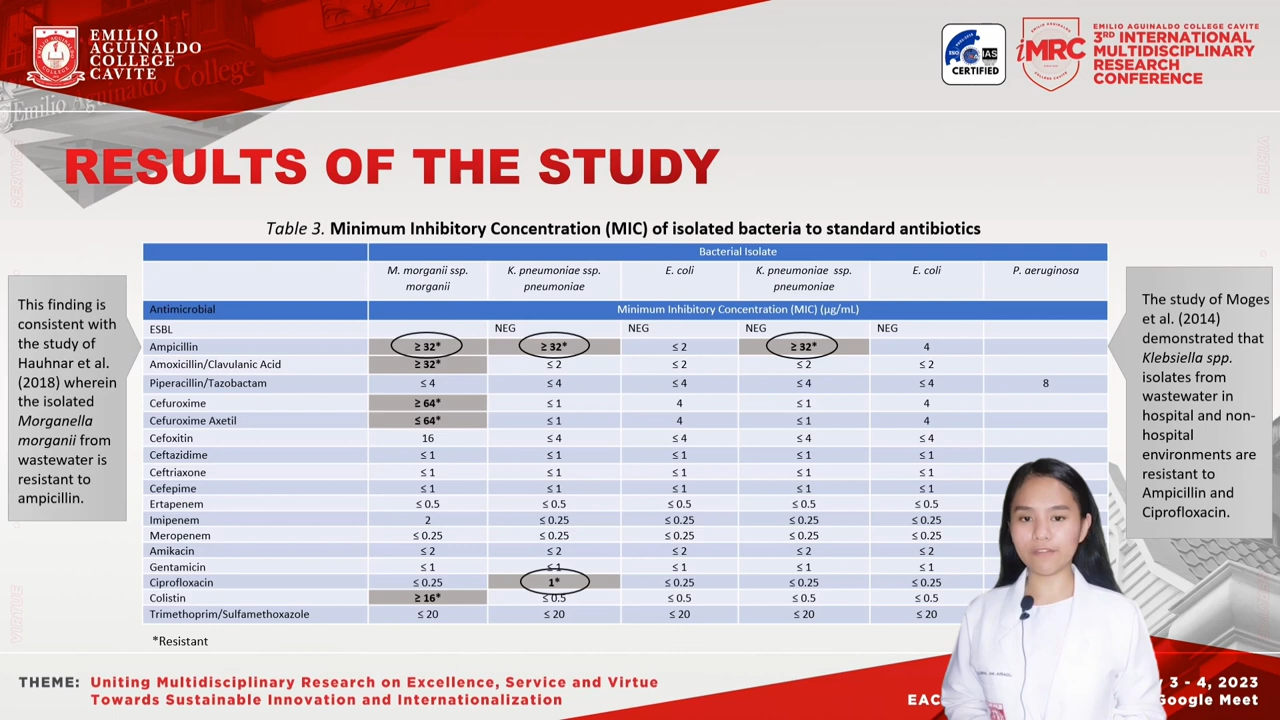 EMILIO
AGUINALDO
COLLEGE
CAVITE
Emilio Aguinaldo College
IAS
CERTIFIED
iMRC
EMILIO AGUINALDO COLLEGE CAVITE
3RD INTERNATIONAL
MULTIDISCIPLINARY
RESEARCH
CONFERENCE
RESULTS OF THE STUDY
Table 3. Minimum Inhibitory Concentration (MIC) of isolated bacteria to standard antibiotics
Bacterial Isolate
M. morganii ssp. morganii K. pneumoniae ssp. pneumoniae E. coli K. pneumoniae ssp. pneumoniae E. coli P. aeruginosa
Antimicrobial Minimum Inhibitory Concentration (MIC) (µg/mL)
ESBL NEG NEG NEG NEG
Ampicillin ≥ 32* ≥ 32* ≤ 2 ≥ 32* 4
Amoxicillin/Clavulanic Acid ≥ 32* ≤ 2 ≤ 2 ≤ 2 ≤ 2
Piperacillin/Tazobactam ≤ 4 ≤ 4 ≤ 4 ≤ 4 ≤ 4 8
Cefuroxime ≥ 64* ≤ 1 4 ≤ 1 4
Cefuroxime Axetil ≤ 64* ≤ 1 4 ≤ 1 4
Cefoxitin 16 ≤ 4 ≤ 4 ≤ 4 ≤ 4
Ceftazidime ≤ 1 ≤ 1 ≤ 1 ≤ 1 ≤ 1
Ceftriaxone ≤ 1 ≤ 1 ≤ 1 ≤ 1 ≤ 1
Cefepime ≤ 1 ≤ 1 ≤ 1 ≤ 1 ≤ 1
Ertapenem ≤ 0.5 ≤ 0.5 ≤ 0.5 ≤ 0.5 ≤ 0.5
Imipenem 2 ≤ 0.25 ≤ 0.25 ≤ 0.25 ≤ 0.25
Meropenem ≤ 0.25 ≤ 0.25 ≤ 0.25 ≤ 0.25 ≤ 0.25
Amikacin ≤ 2 ≤ 2 ≤ 2 ≤ 2 ≤ 2
Gentamicin ≤ 1 ≤ 1 ≤ 1 ≤ 1 ≤ 1
Ciprofloxacin ≤ 0.25 1* ≤ 0.25 ≤ 0.25 ≤ 0.25
Colistin ≥ 16* ≤ 0.5 ≤ 0.5 ≤ 0.5 ≤ 0.5
Trimethoprim/Sulfamethoxazole ≤ 20 ≤ 20 ≤ 20 ≤ 20 ≤ 20
*Resistant
This finding is
consistent with
the study of
Hauhnar et al.
(2018) wherein
the isolated
Morganella
morganii from
wastewater is
resistant to
ampicillin.
The study of Moges
et al. (2014)
demonstrated that
Klebsiella spp.
isolates from
wastewater in
hospital and non-
hospital
environments are
resistant to
Ampicillin and
Ciprofloxacin.
THEME: Uniting Multidisciplinary Research on Excellence, Service and Virtue
Towards Sustainable Innovation and Internationalization
3 - 4, 2023
EAC
Google Meet
VIRTUE